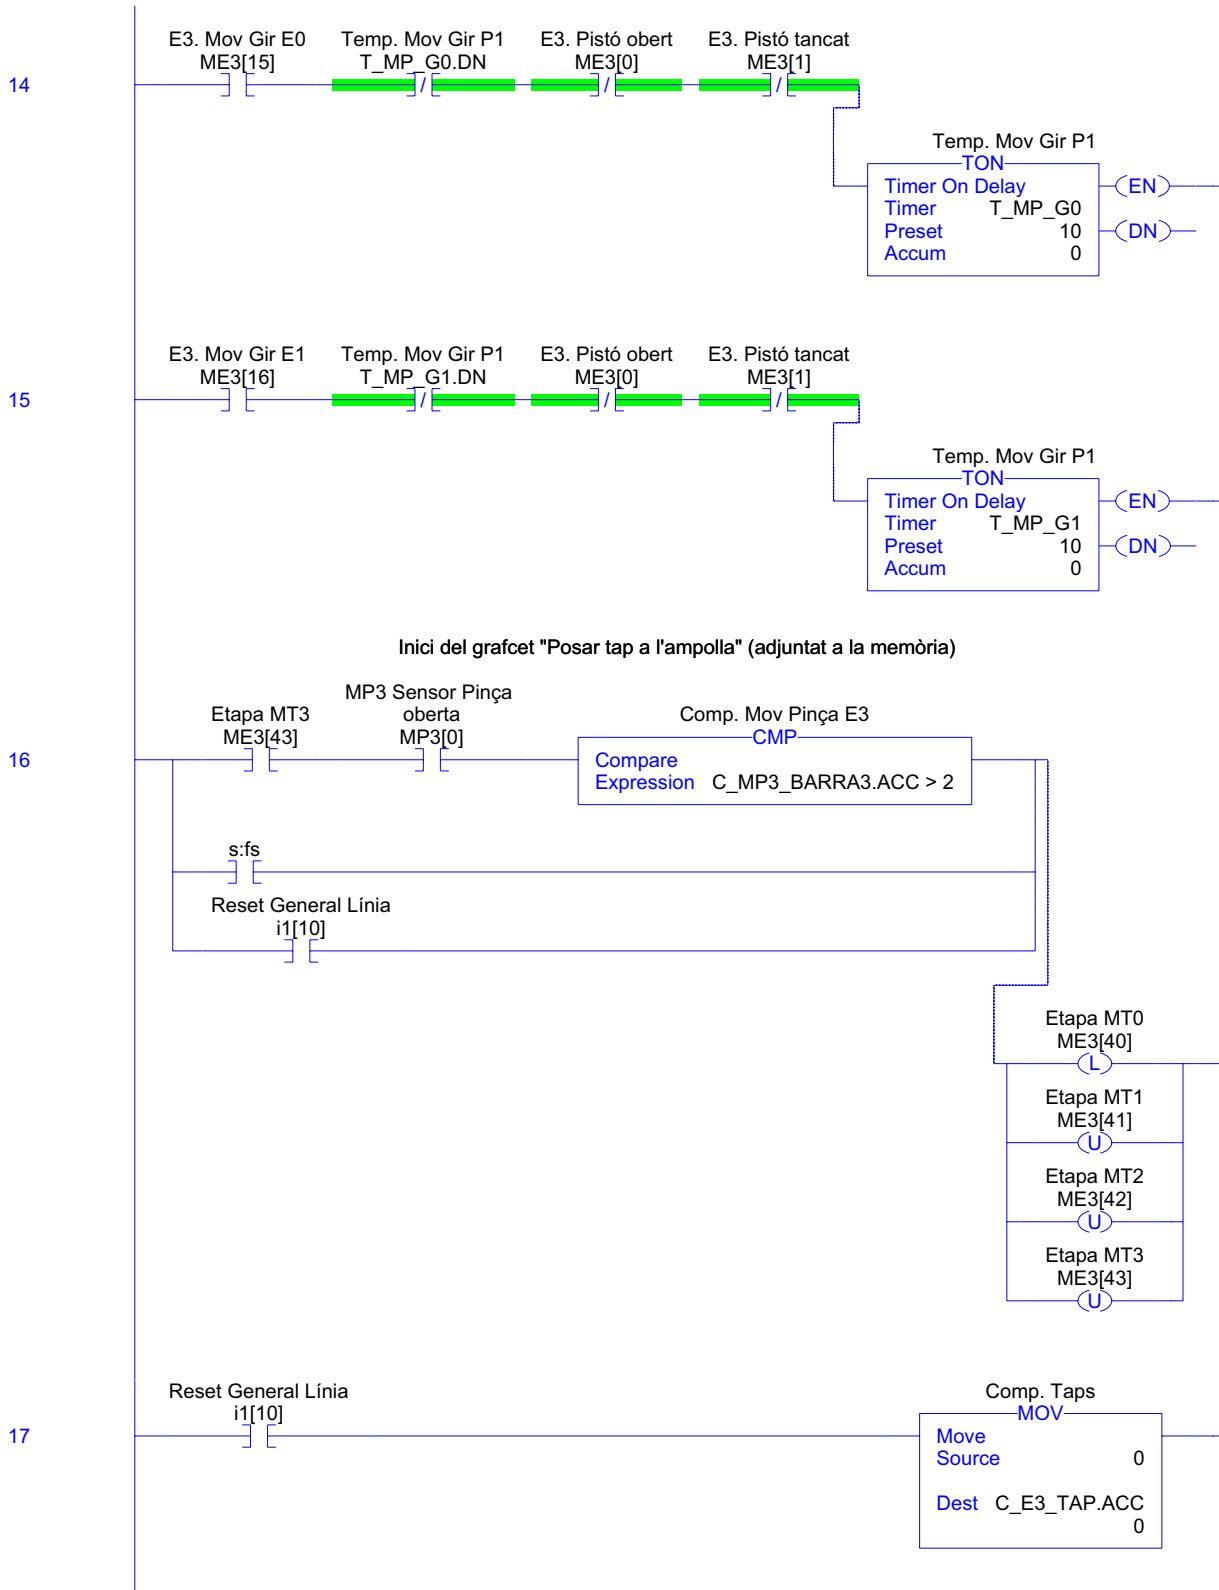 E3. Mov Gir E0 Temp. Mov Gir P1 E3. Pistó obert E3. Pistó tancat
ME3[15] T_MP_G0.DN ME3[0] ME3[1]
14
Temp. Mov Gir P1
TON
Timer On Delay EN
Timer T_MP_G0
Preset 10 DN
Accum 0
E3. Mov Gir E1 Temp. Mov Gir P1 E3. Pistó obert E3. Pistó tancat
ME3[16] T_MP_G1.DN ME3[0] ME3[1]
15
Temp. Mov Gir P1
TON
Timer On Delay EN
Timer T_MP_G1
Preset 10 DN
Accum 0
Inici del grafcet "Posar tap a l'ampolla" (adjuntat a la memòria)
MP3 Sensor Pinça
Etapa MT3 oberta Comp. Mov Pinça E3
ME3[43] MP3[0] CMP
16 Compare
Expression C_MP3_BARRA3.ACC > 2
s:fs
Reset General Línia
i1[10]
Etapa MT0
ME3[40]
L
Etapa MT1
ME3[41]
U
Etapa MT2
ME3[42]
U
Etapa MT3
ME3[43]
U
Reset General Línia Comp. Taps
i1[10] MOV
17 Move
Source 0
Dest C_E3_TAP.ACC
0